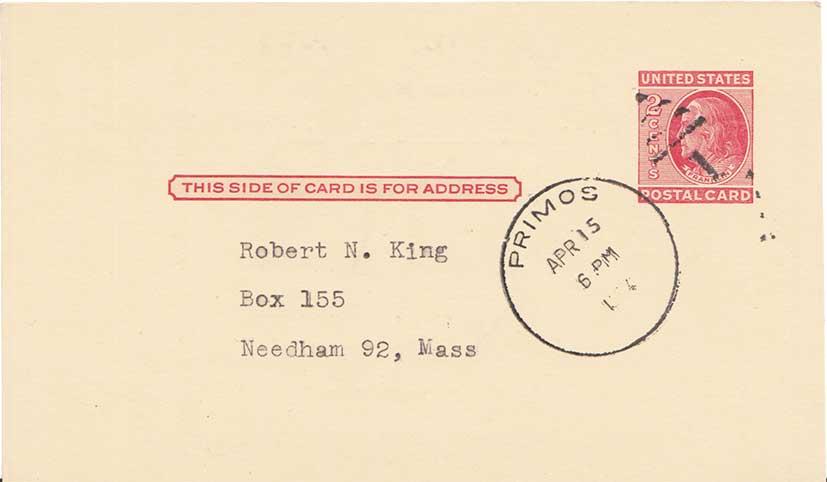 UNITED STATES
2 CENTS
FRANKLIN
POSTAL CARD
THIS SIDE OF CARD IS FOR ADDRESS
PRIMOS
APR 15
6 PM
Robert N. King
Box 155
Needham 92, Mass